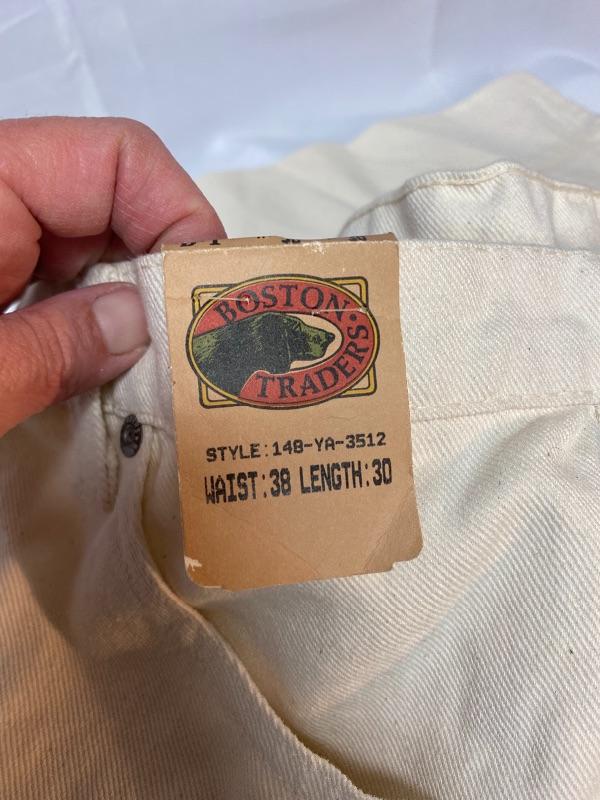 BOSTON
TRADERS
STYLE:148-YA-3512
WAIST:38 LENGTH:30